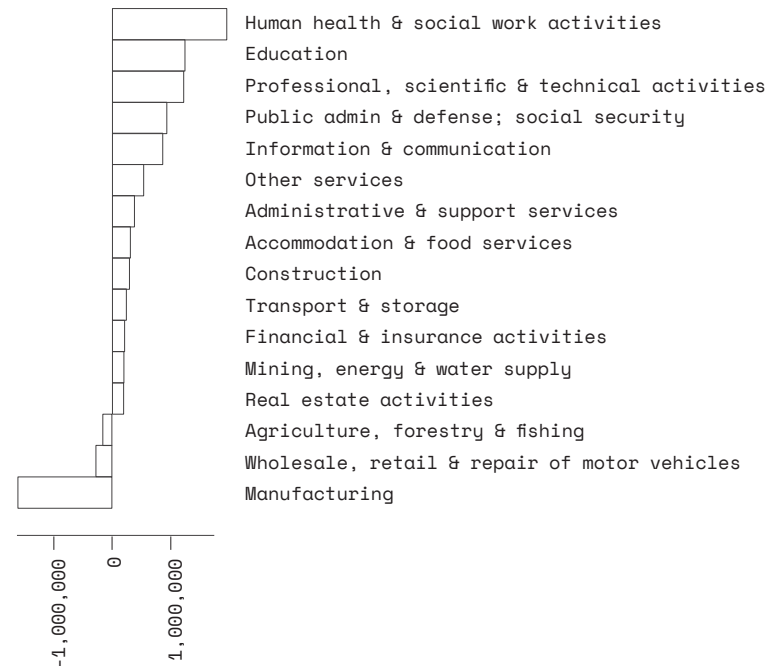 Human health & social work activities
Education
Professional, scientific & technical activities
Public admin & defense; social security
Information & communication
Other services
Administrative & support services
Accommodation & food services
Construction
Transport & storage
Financial & insurance activities
Mining, energy & water supply
Real estate activities
Agriculture, forestry & fishing
Wholesale, retail & repair of motor vehicles
Manufacturing
-1,000,000
0
1,000,000